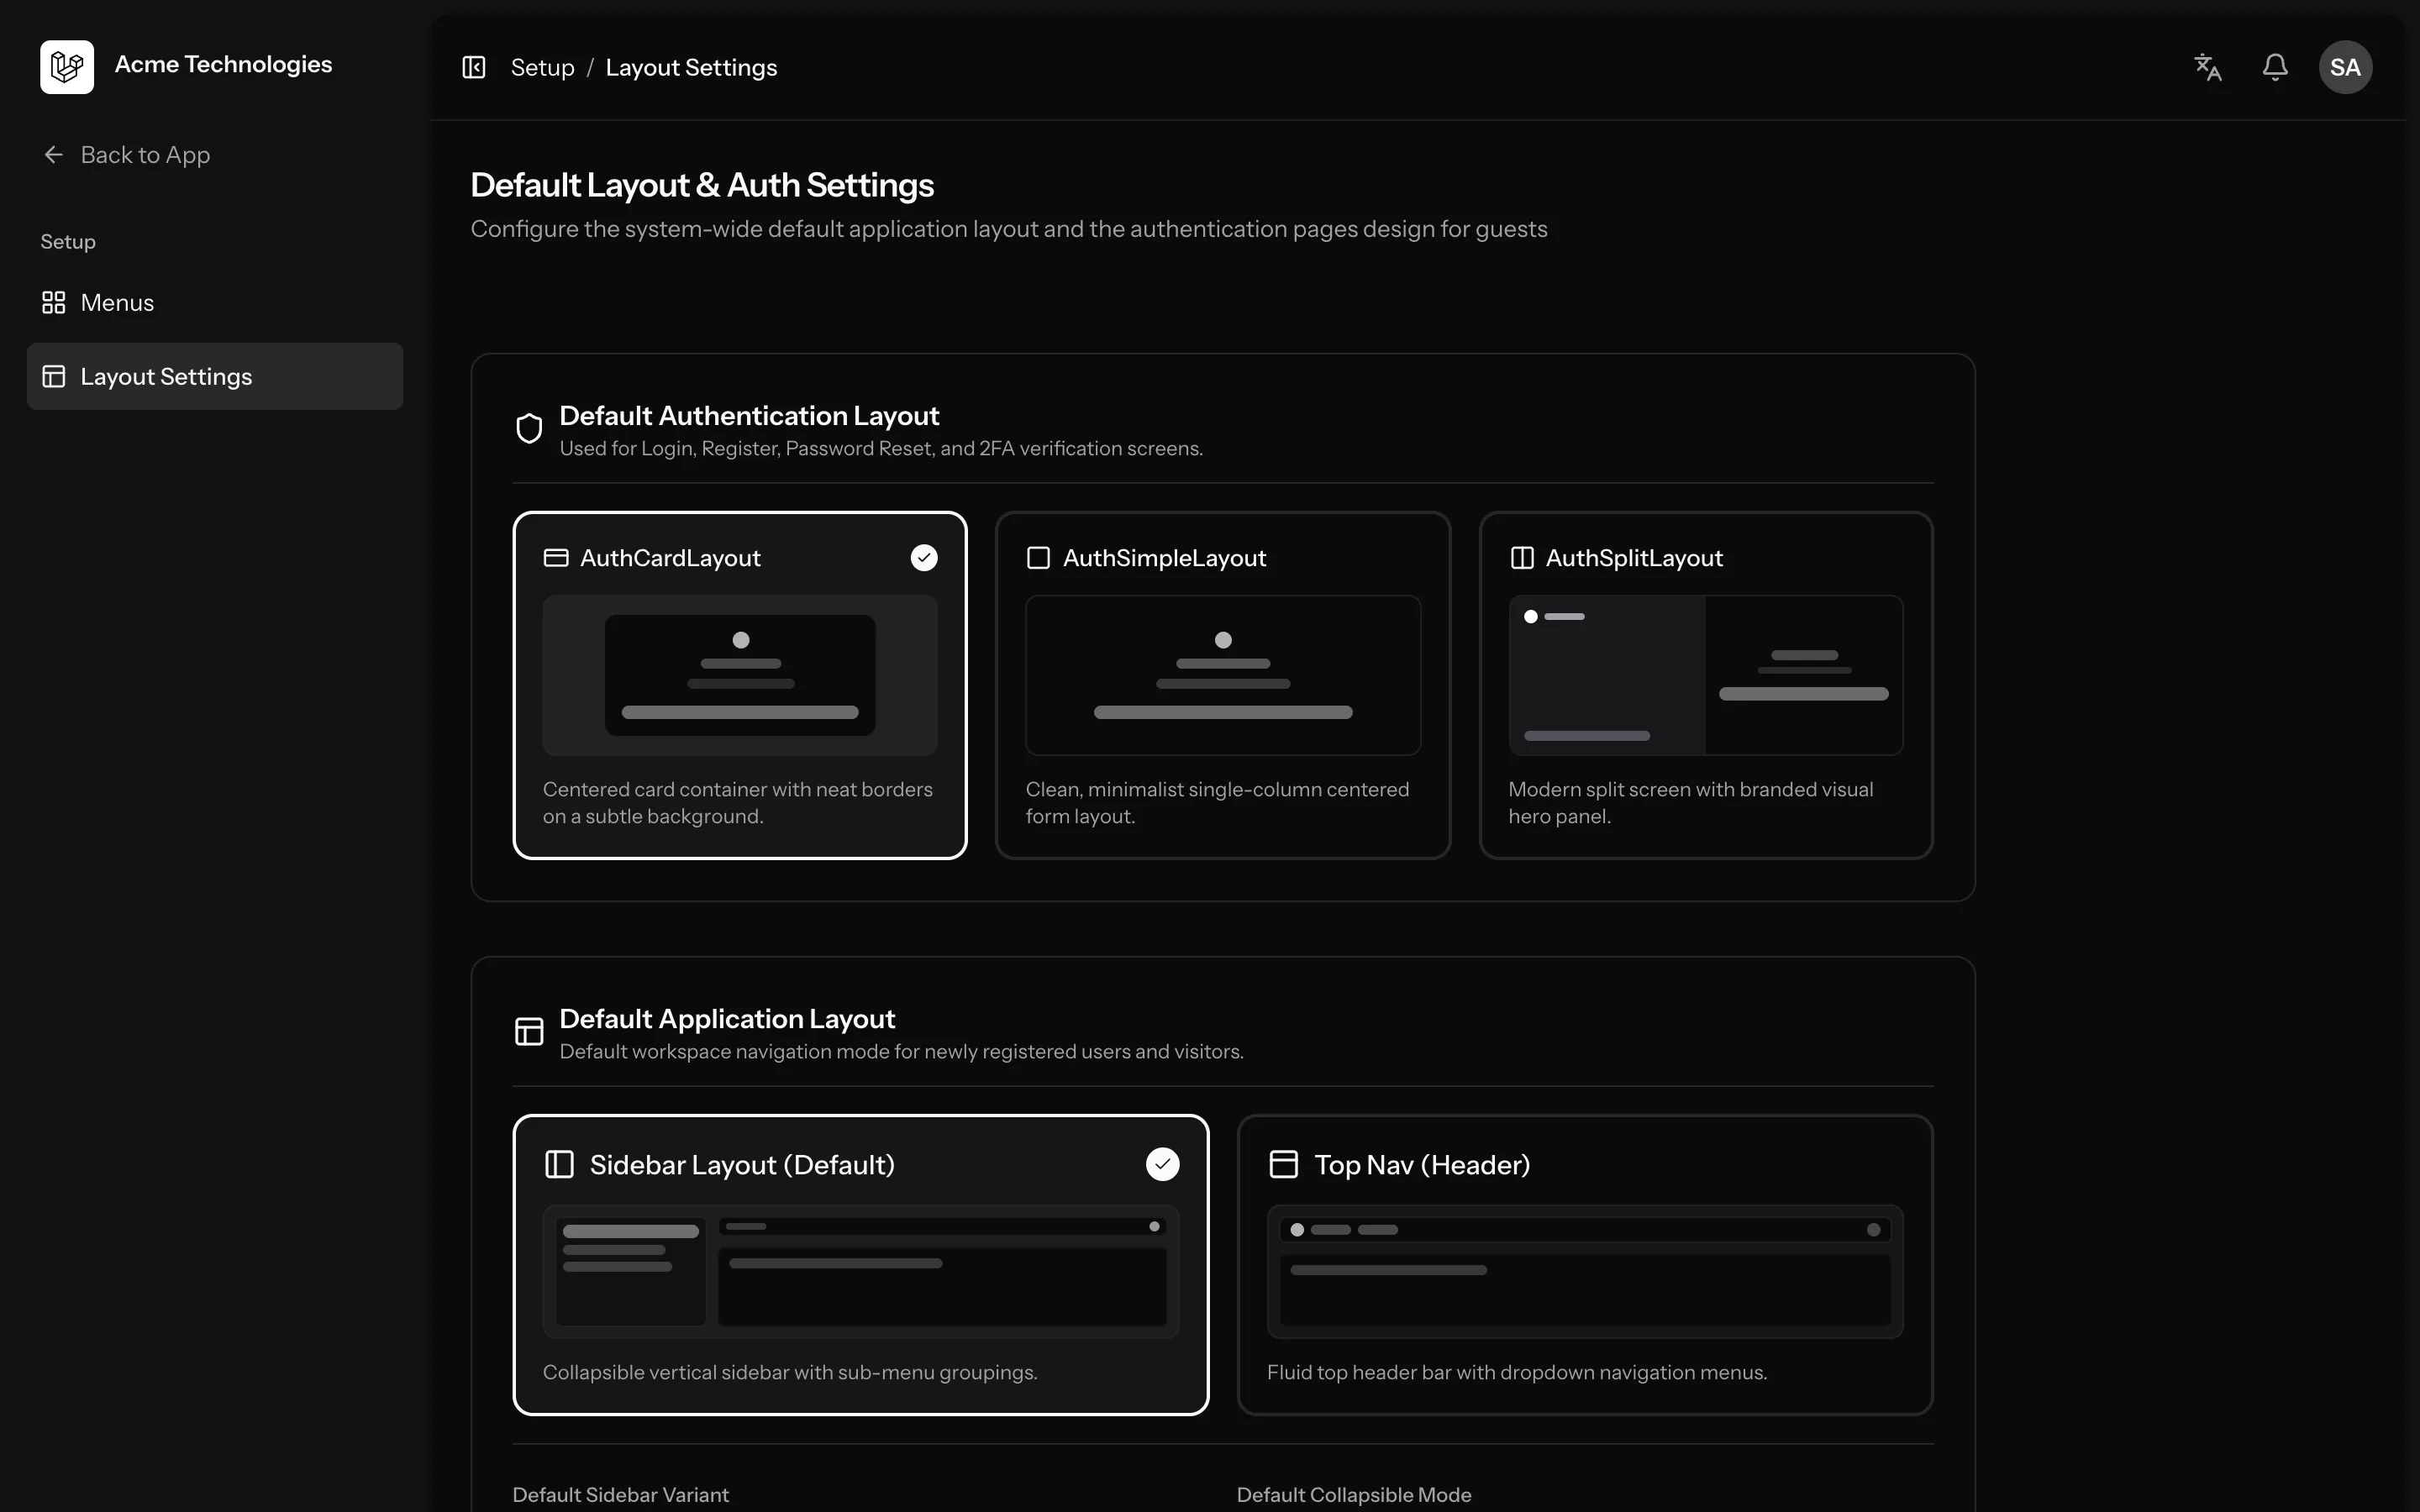 Acme Technologies
Back to App
Setup
Menus
Layout Settings
Setup / Layout Settings
SA
Default Layout & Auth Settings
Configure the system-wide default application layout and the authentication pages design for guests
Default Authentication Layout
Used for Login, Register, Password Reset, and 2FA verification screens.
AuthCardLayout
Centered card container with neat borders
on a subtle background.
AuthSimpleLayout
Clean, minimalist single-column centered
form layout.
AuthSplitLayout
Modern split screen with branded visual
hero panel.
Default Application Layout
Default workspace navigation mode for newly registered users and visitors.
Sidebar Layout (Default)
Collapsible vertical sidebar with sub-menu groupings.
Top Nav (Header)
Fluid top header bar with dropdown navigation menus.
Default Sidebar Variant
Default Collapsible Mode